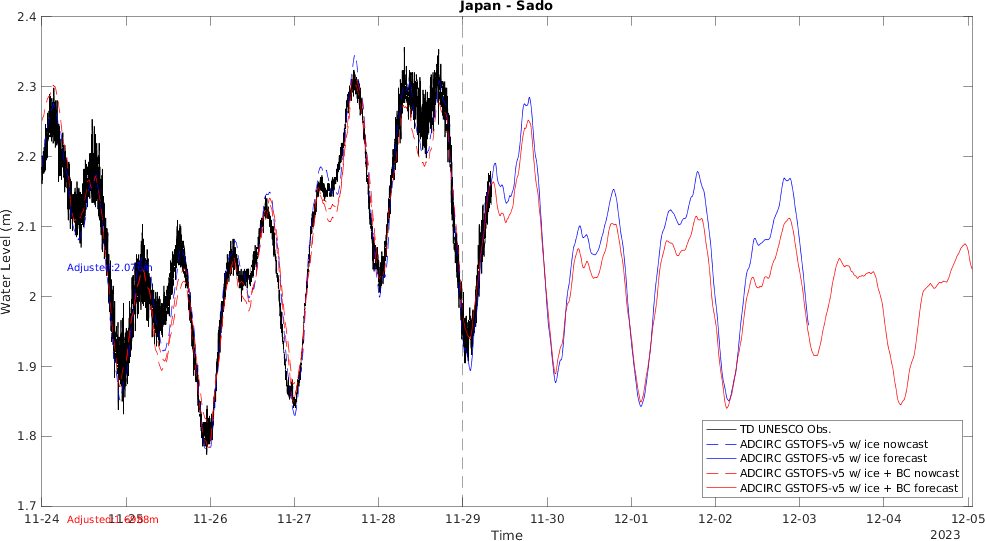 Japan - Sado
Water Level (m)
2.4
2.3
2.2
2.1
2
1.9
1.8
1.7
TD UNESCO Obs.
ADCIRC GSTOFS-v5 w/ ice nowcast
ADCIRC GSTOFS-v5 w/ ice forecast
ADCIRC GSTOFS-v5 w/ ice + BC nowcast
ADCIRC GSTOFS-v5 w/ ice + BC forecast
11-24 11-25 11-26 11-27 11-28 11-29 11-30 12-01 12-02 12-03 12-04 12-05
Time
2023